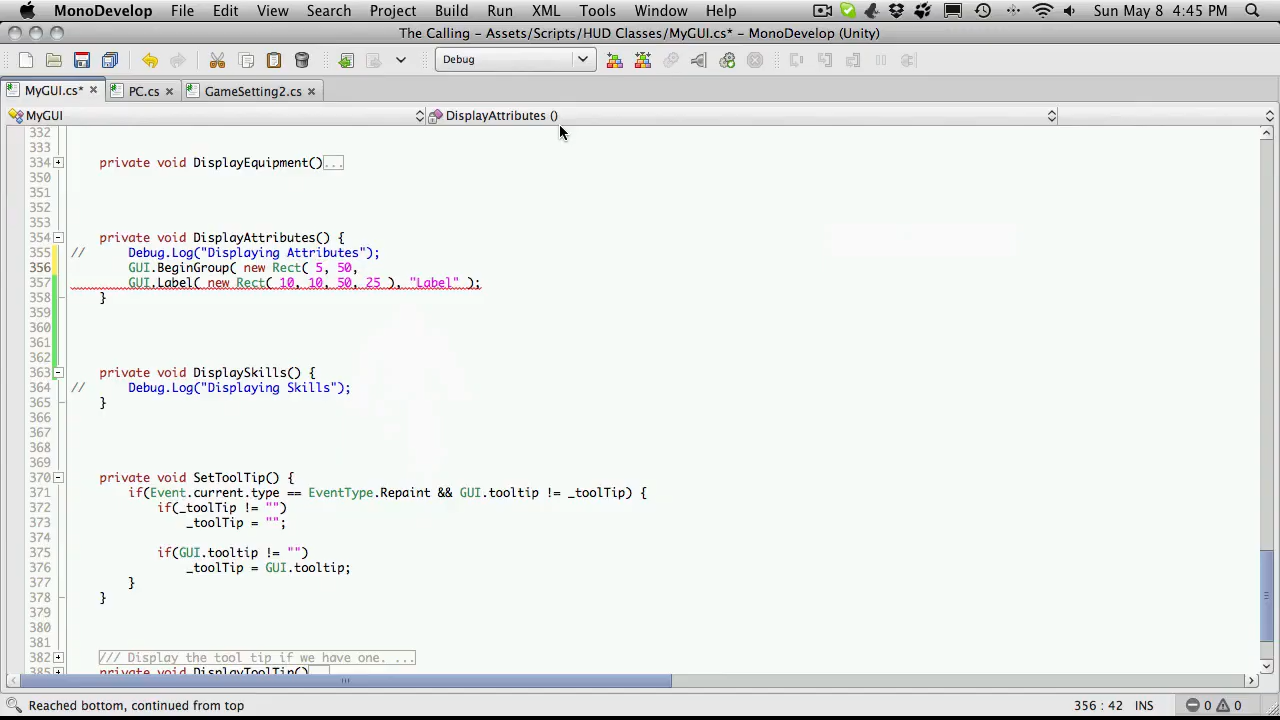 MonoDevelop File Edit View Search Project Build Run XML Tools Window Help Sun May 8 4:45 PM
The Calling – Assets/Scripts/HUD Classes/MyGUI.cs* – MonoDevelop (Unity)
Debug
MyGUI.cs* PC.cs GameSetting2.cs
MyGUI DisplayAttributes ()
332
333
334 private void DisplayEquipment()...
350
351
352
353
354 private void DisplayAttributes() {
355 // Debug.Log("Displaying Attributes");
356 GUI.BeginGroup( new Rect( 5, 50,
357 GUI.Label( new Rect( 10, 10, 50, 25 ), "Label" );
358 }
359
360
361
362
363 private void DisplaySkills() {
364 // Debug.Log("Displaying Skills");
365 }
366
367
368
369
370 private void SetToolTip() {
371 if(Event.current.type == EventType.Repaint && GUI.tooltip != _toolTip) {
372 if(_toolTip != "")
373 _toolTip = "";
374
375 if(GUI.tooltip != "")
376 _toolTip = GUI.tooltip;
377 }
378 }
379
380
381
382 /// Display the tool tip if we have one. ...
385 private void DisplayToolTip()...
Reached bottom, continued from top 356 : 42 INS 0 0